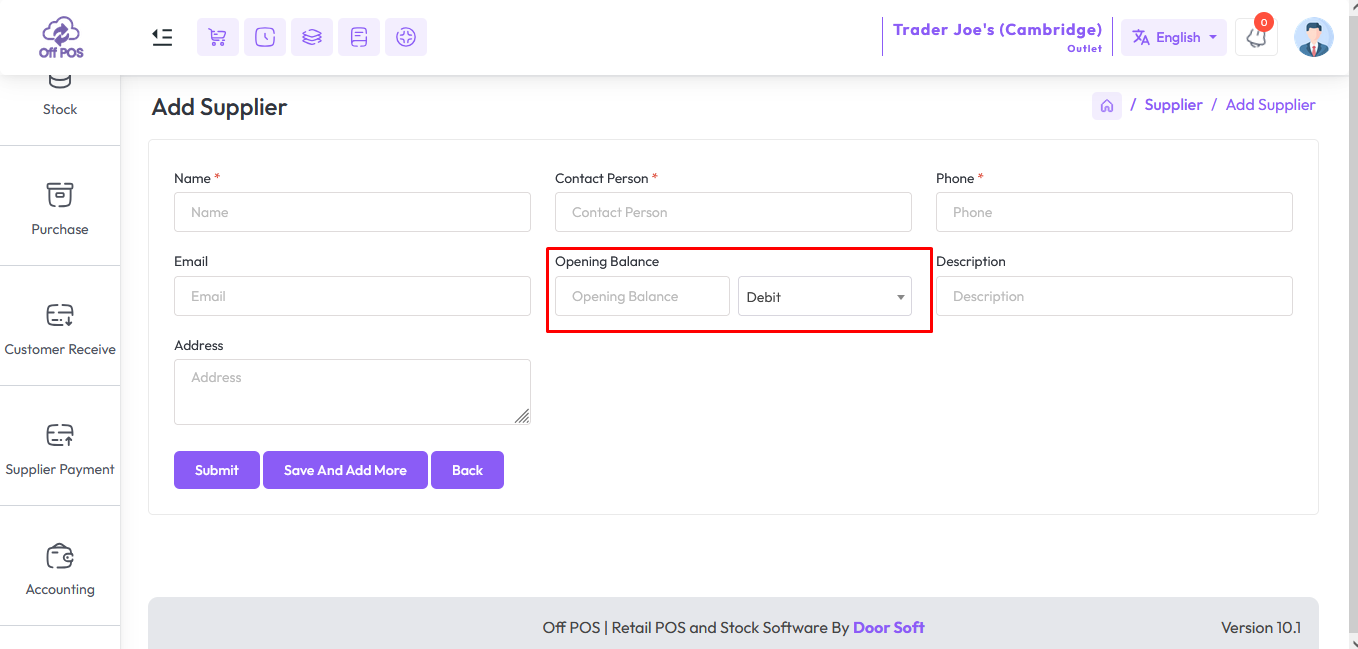 Off POS
Trader Joe's (Cambridge)
Outlet
English
0
Stock
Purchase
Customer Receive
Supplier Payment
Accounting
Add Supplier
/ Supplier / Add Supplier
Name * Contact Person * Phone *
Name Contact Person Phone
Email Opening Balance Description
Email Opening Balance Debit Description
Address
Address
Submit Save And Add More Back
Off POS | Retail POS and Stock Software By Door Soft Version 10.1